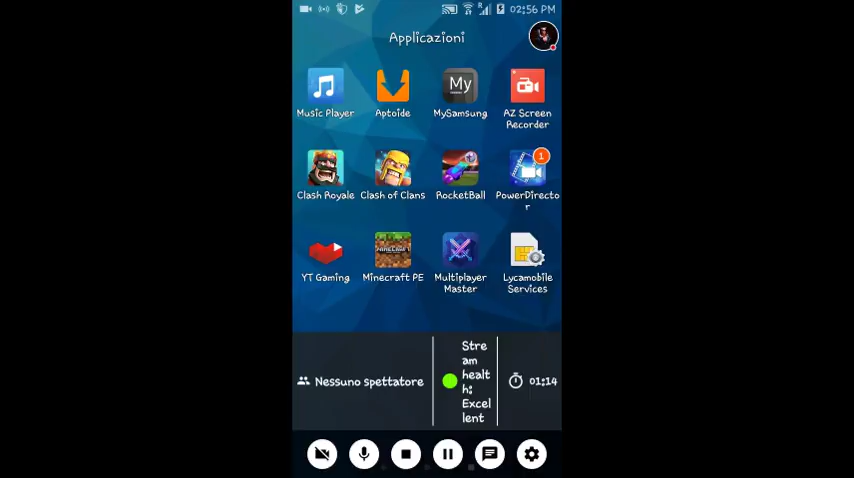 02:56 PM
Applicazioni
Music Player
Aptoide
My
MySamsung
AZ Screen
Recorder
Clash Royale
Clash of Clans
RocketBall
1
PowerDirecto
r
YT Gaming
MINECRAFT
Minecraft PE
Multiplayer
Master
Lycamobile
Services
Nessuno spettatore
Stre
am
healt
h:
Excel
lent
01:14